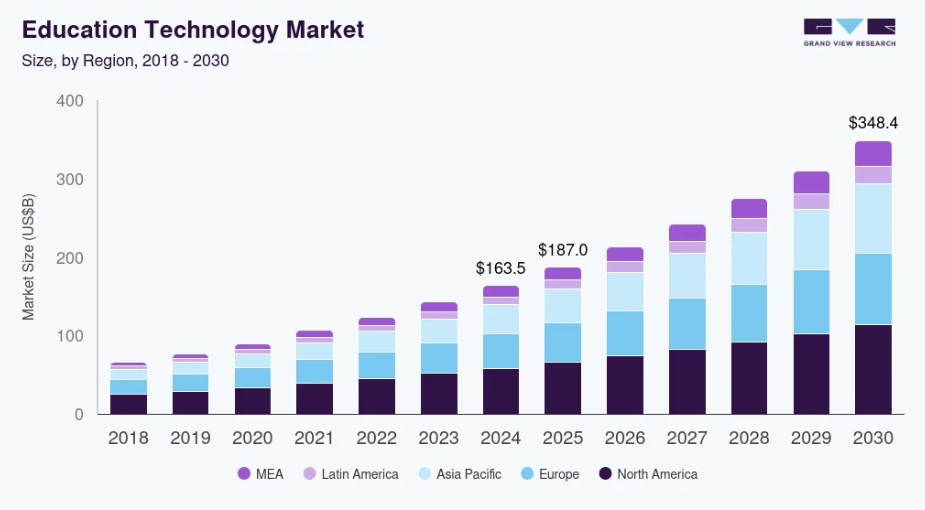 Education Technology Market
Size, by Region, 2018 - 2030
GRAND VIEW RESEARCH
Market Size (US$B)
400
300
200
100
0
$163.5
$187.0
$348.4
2018 2019 2020 2021 2022 2023 2024 2025 2026 2027 2028 2029 2030
MEA Latin America Asia Pacific Europe North America